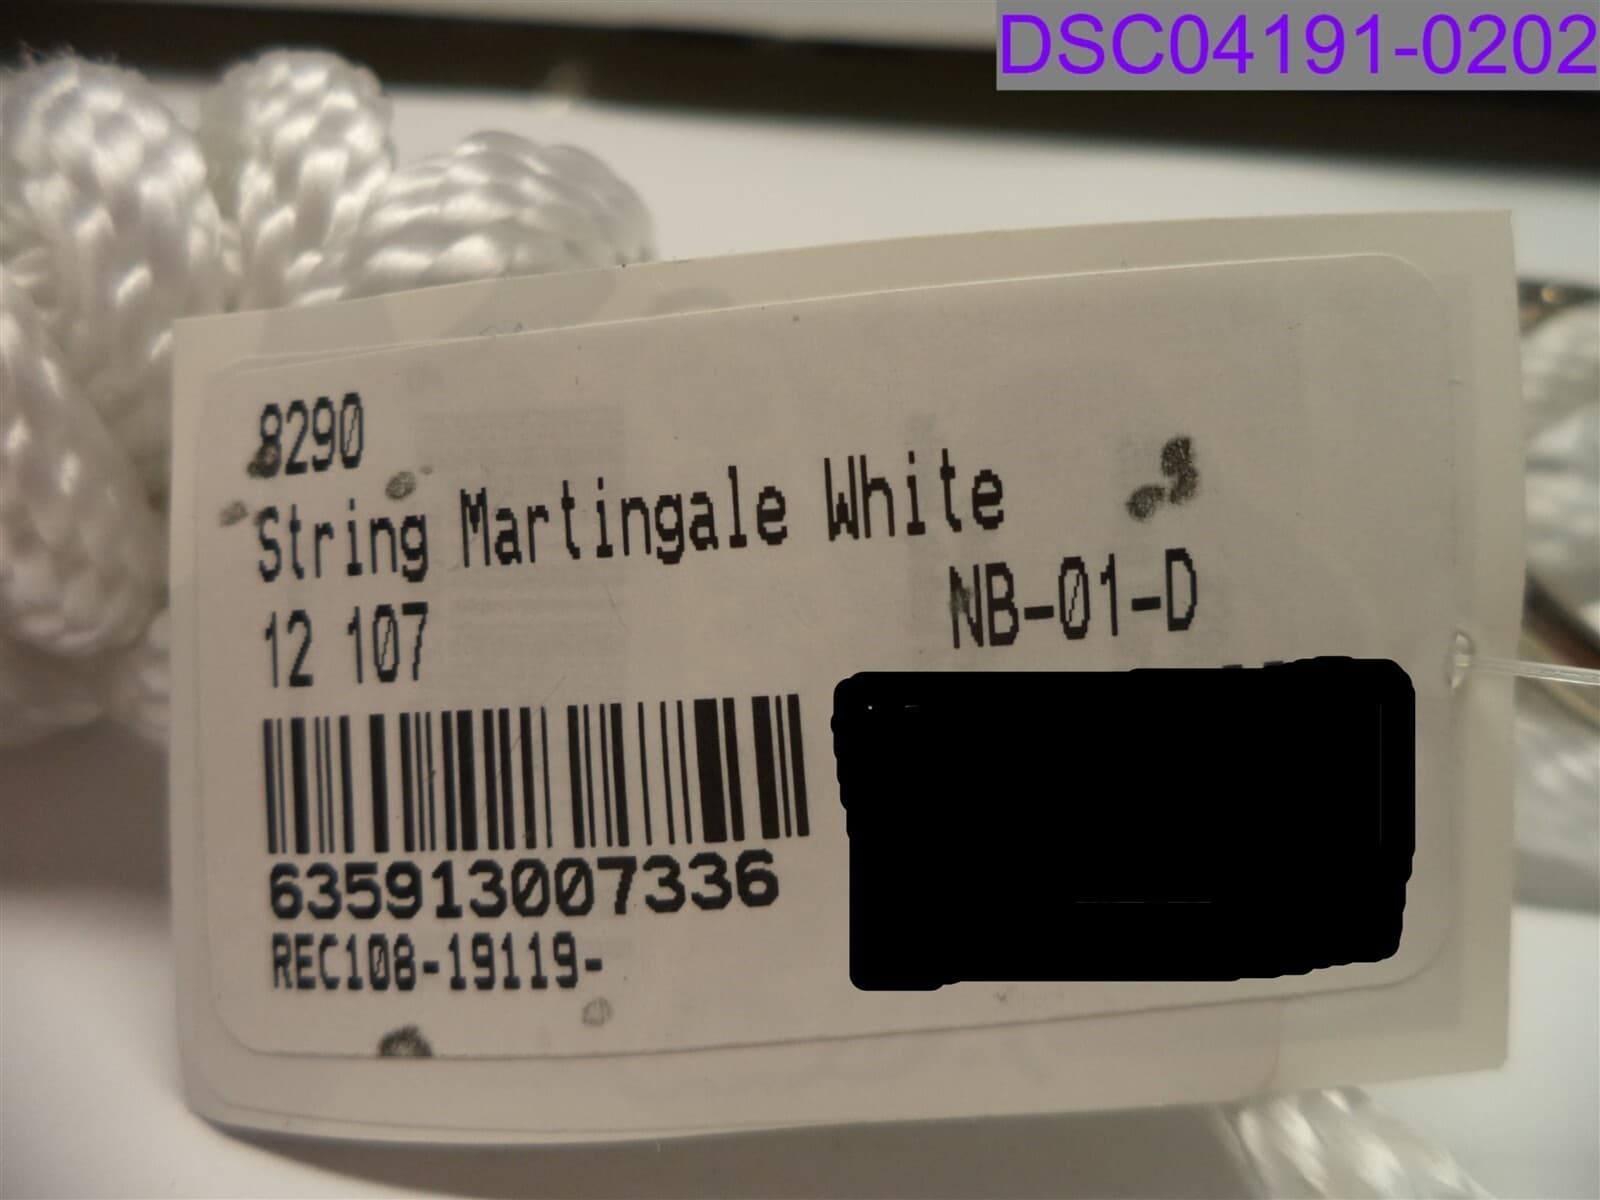 DSC04191-0202
8290
String Martingale White
NB-01-D
12 107
635913007336
REC108-19119-